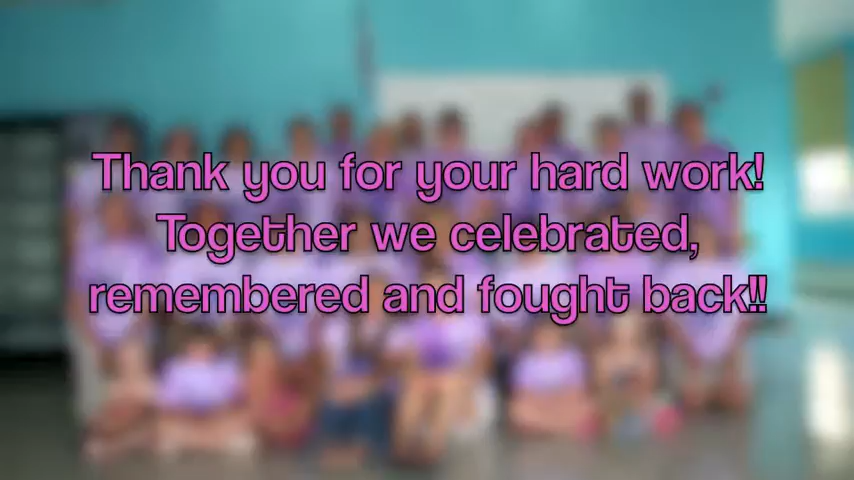 Thank you for your hard work!
Together we celebrated,
remembered and fought back!!